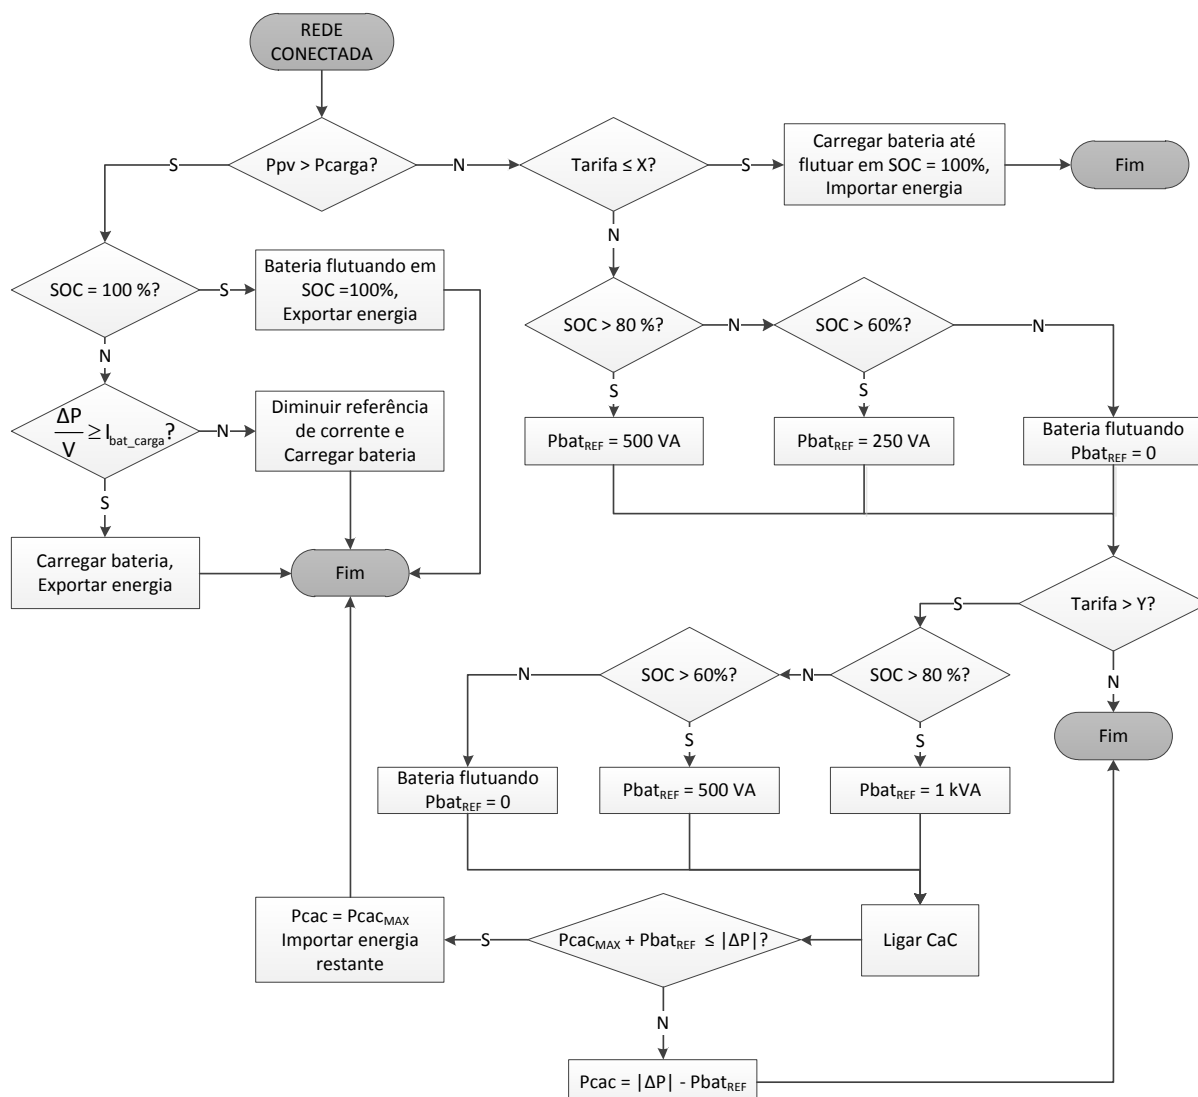 REDE
CONECTADA
Ppv > Pcarga?
S
N
Tarifa ≤ X?
S
Carregar bateria até
flutuar em SOC = 100%,
Importar energia
Fim
N
SOC = 100 %?
S
Bateria flutuando em
SOC =100%,
Exportar energia
SOC > 80 %?
N
SOC > 60%?
N
N
S
S
ΔP/V ≥ Ibat_carga?
N
Diminuir referência
de corrente e
Carregar bateria
PbatREF = 500 VA
PbatREF = 250 VA
Bateria flutuando
PbatREF = 0
S
Carregar bateria,
Exportar energia
Fim
Tarifa > Y?
S
N
SOC > 60%?
N
SOC > 80 %?
N
S
S
Fim
Bateria flutuando
PbatREF = 0
PbatREF = 500 VA
PbatREF = 1 kVA
Pcac = PcacMAX
Importar energia
restante
S
PcacMAX + PbatREF ≤ |ΔP|?
Ligar CaC
N
Pcac = |ΔP| - PbatREF